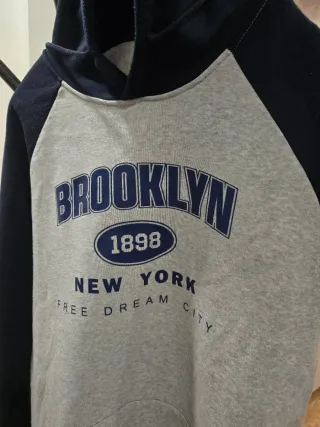 BROOKLYN
1898
NEW YORK
FREE DREAM CITY